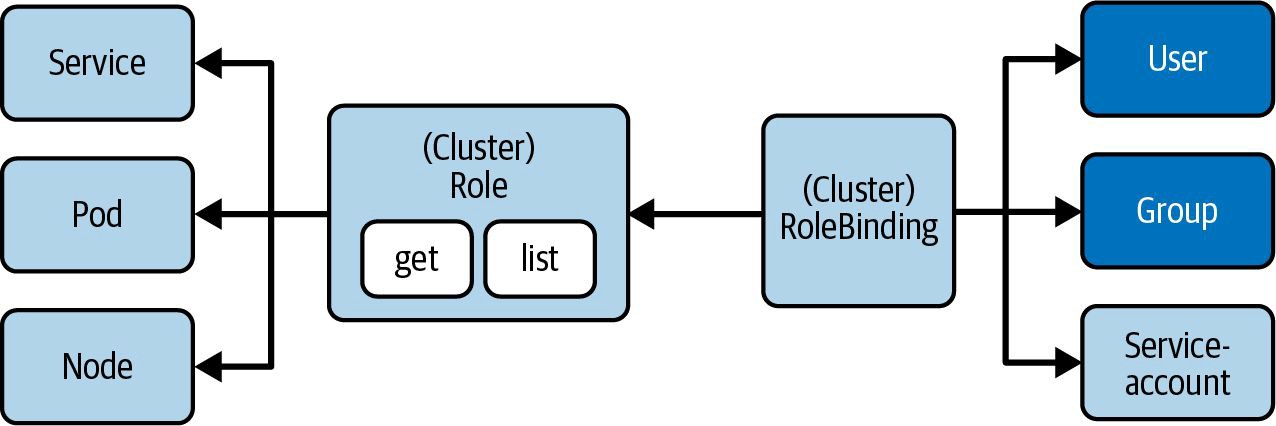 Service
Pod
Node
(Cluster)
Role
get list
(Cluster)
RoleBinding
User
Group
Service-
account